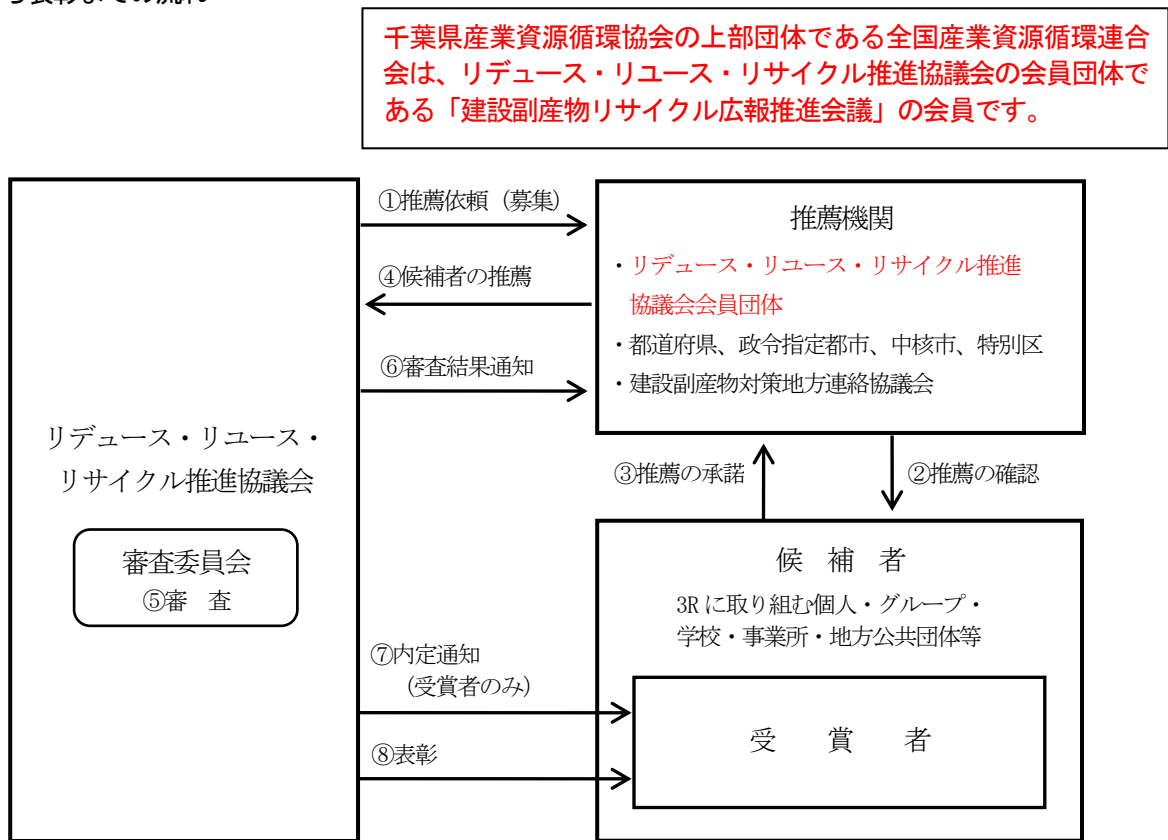 ら表彰までの流れ
千葉県産業資源循環協会の上部団体である全国産業資源循環連合
会は、リデュース・リユース・リサイクル推進協議会の会員団体で
ある「建設副産物リサイクル広報推進会議」の会員です。
①推薦依頼（募集）
④候補者の推薦
⑥審査結果通知
推薦機関
・リデュース・リユース・リサイクル推進
協議会会員団体
・都道府県、政令指定都市、中核市、特別区
・建設副産物対策地方連絡協議会
リデュース・リユース・
リサイクル推進協議会
審査委員会
⑤審　査
③推薦の承諾
②推薦の確認
候　補　者
3Rに取り組む個人・グループ・
学校・事業所・地方公共団体等
⑦内定通知
（受賞者のみ）
⑧表彰
受　賞　者